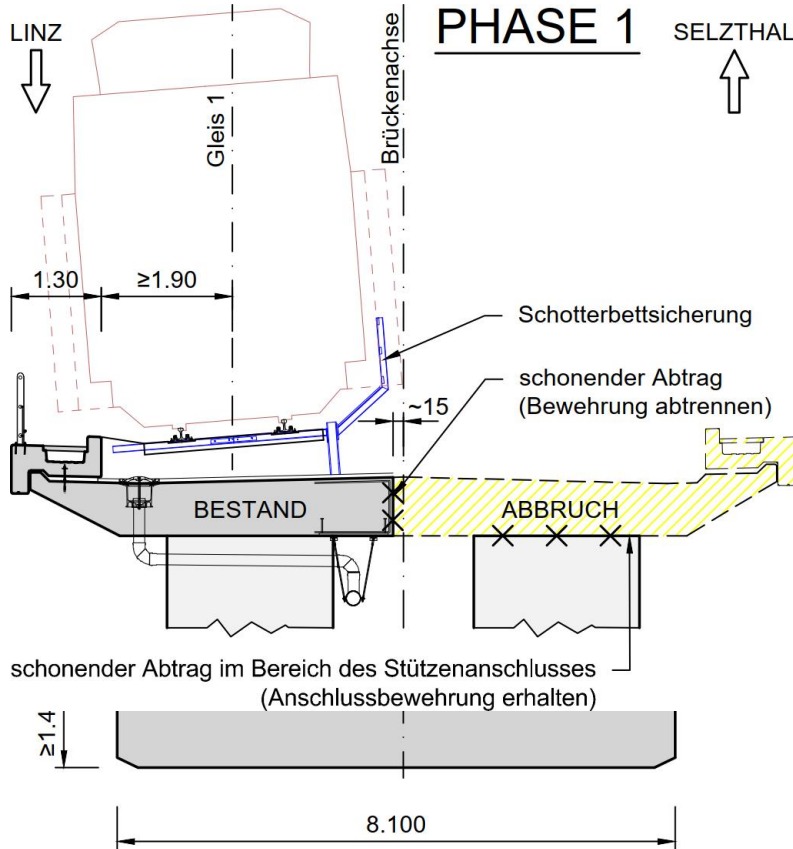 PHASE 1
LINZ
SELZTHAL
Gleis 1
Brückenachse
1.30
≥1.90
Schotterbettsicherung
~15
schonender Abtrag
(Bewehrung abtrennen)
BESTAND
ABBRUCH
schonender Abtrag im Bereich des Stützenanschlusses
(Anschlussbewehrung erhalten)
≥1.4
8.100